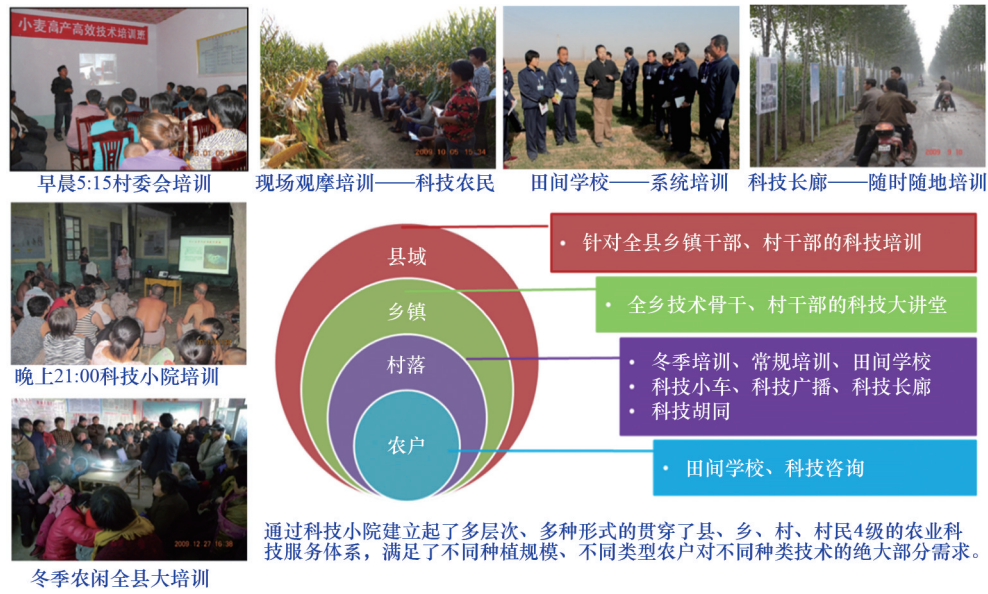 小麦高产高效技术培训班
早晨5:15村委会培训
2009.10.05 15:34
现场观摩培训——科技农民
田间学校——系统培训
科技长廊——随时随地培训
晚上21:00科技小院培训
2009 12 27 16:38
冬季农闲全县大培训
县域
乡镇
村落
农户
• 针对全县乡镇干部、村干部的科技培训
• 全乡技术骨干、村干部的科技大讲堂
• 冬季培训、常规培训、田间学校
• 科技小车、科技广播、科技长廊
• 科技胡同
• 田间学校、科技咨询
通过科技小院建立起了多层次、多种形式的贯穿了县、乡、村、村民4级的农业科
技服务体系，满足了不同种植规模、不同类型农户对不同种类技术的绝大部分需求。